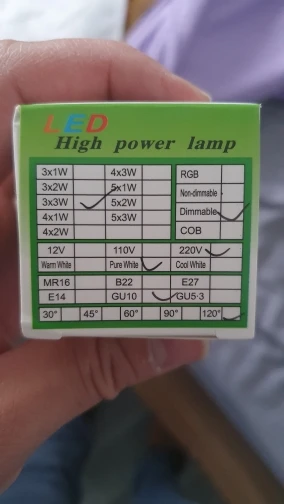 LED
High power lamp
3x1W 4x3W RGB
3x2W 5x1W Non-dimmable
3x3W 5x2W Dimmable
4x1W 5x3W COB
4x2W
12V 110V 220V
Warm White Pure White Cool White
MR16 B22 E27
E14 GU10 GU5·3
30° 45° 60° 90° 120°